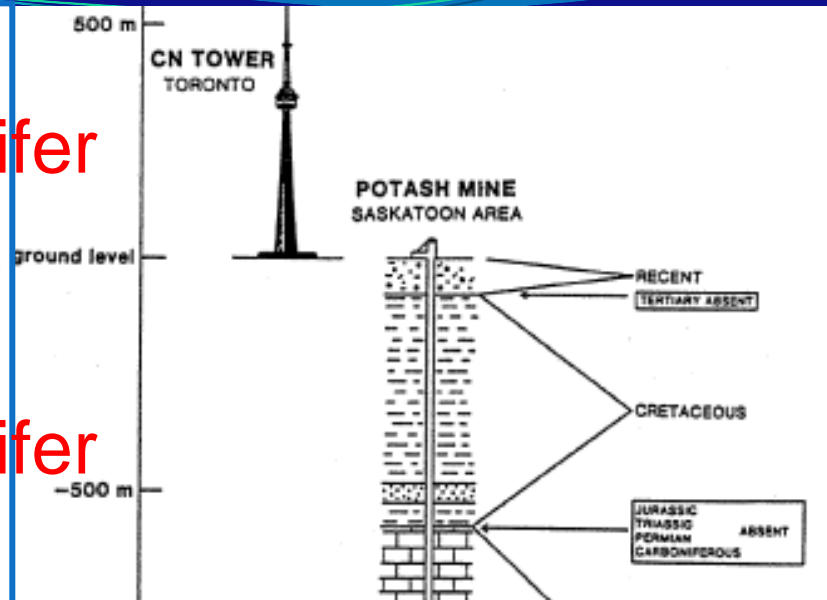 500 m
CN TOWER
TORONTO
ifer
POTASH MINE
SASKATOON AREA
ground level
RECENT
TERTIARY ABSENT
CRETACEOUS
ifer
-500 m
JURASSIC
TRIASSIC
PERMIAN
CARBONIFEROUS
ABSENT